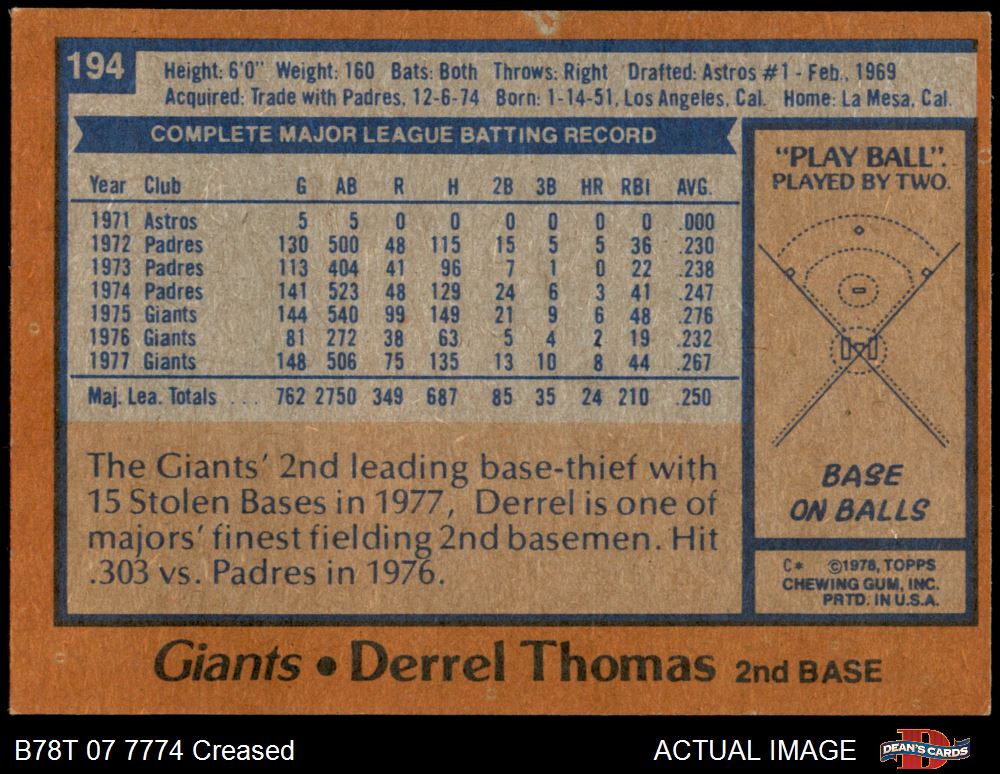 194
Height: 6'0" Weight: 160 Bats: Both Throws: Right Drafted: Astros #1 - Feb., 1969
Acquired: Trade with Padres, 12-6-74 Born: 1-14-51, Los Angeles, Cal. Home: La Mesa, Cal.
COMPLETE MAJOR LEAGUE BATTING RECORD
Year Club G AB R H 2B 3B HR RBI AVG.
1971 Astros 5 5 0 0 0 0 0 0 .000
1972 Padres 130 500 48 115 15 5 5 36 .230
1973 Padres 113 404 41 96 7 1 0 22 .238
1974 Padres 141 523 48 129 24 6 3 41 .247
1975 Giants 144 540 99 149 21 9 6 48 .276
1976 Giants 81 272 38 63 5 4 2 19 .232
1977 Giants 148 506 75 135 13 10 8 44 .267
Maj. Lea. Totals . . . 762 2750 349 687 85 35 24 210 .250
The Giants' 2nd leading base-thief with
15 Stolen Bases in 1977, Derrel is one of
majors' finest fielding 2nd basemen. Hit
.303 vs. Padres in 1976.
"PLAY BALL".
PLAYED BY TWO.
BASE
ON BALLS
C* ©1978, TOPPS
CHEWING GUM, INC.
PRTD. IN U.S.A.
Giants • Derrel Thomas 2nd BASE
B78T 07 7774 Creased
ACTUAL IMAGE
DEAN'S CARDS